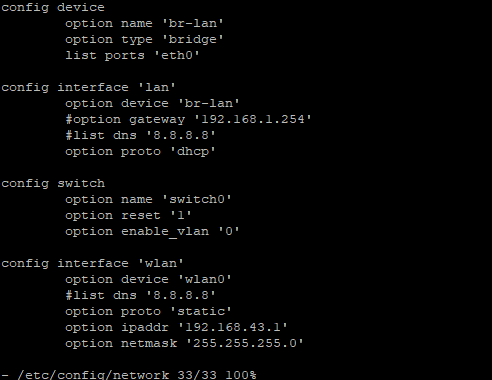 config device
        option name 'br-lan'
        option type 'bridge'
        list ports 'eth0'

config interface 'lan'
        option device 'br-lan'
        #option gateway '192.168.1.254'
        #list dns '8.8.8.8'
        option proto 'dhcp'

config switch
        option name 'switch0'
        option reset '1'
        option enable_vlan '0'

config interface 'wlan'
        option device 'wlan0'
        #list dns '8.8.8.8'
        option proto 'static'
        option ipaddr '192.168.43.1'
        option netmask '255.255.255.0'

- /etc/config/network 33/33 100%